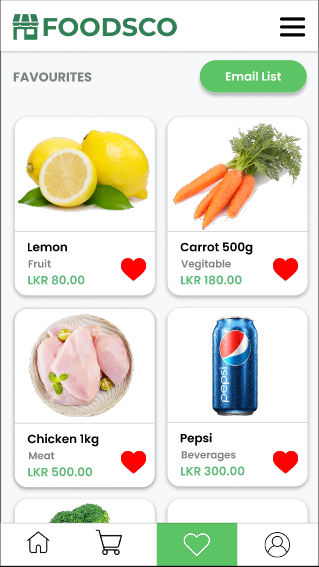 FOODSCO
FAVOURITES
Email List
Lemon
Fruit
LKR 80.00
Carrot 500g
Vegitable
LKR 180.00
Chicken 1kg
Meat
LKR 500.00
pepsi
Pepsi
Beverages
LKR 300.00